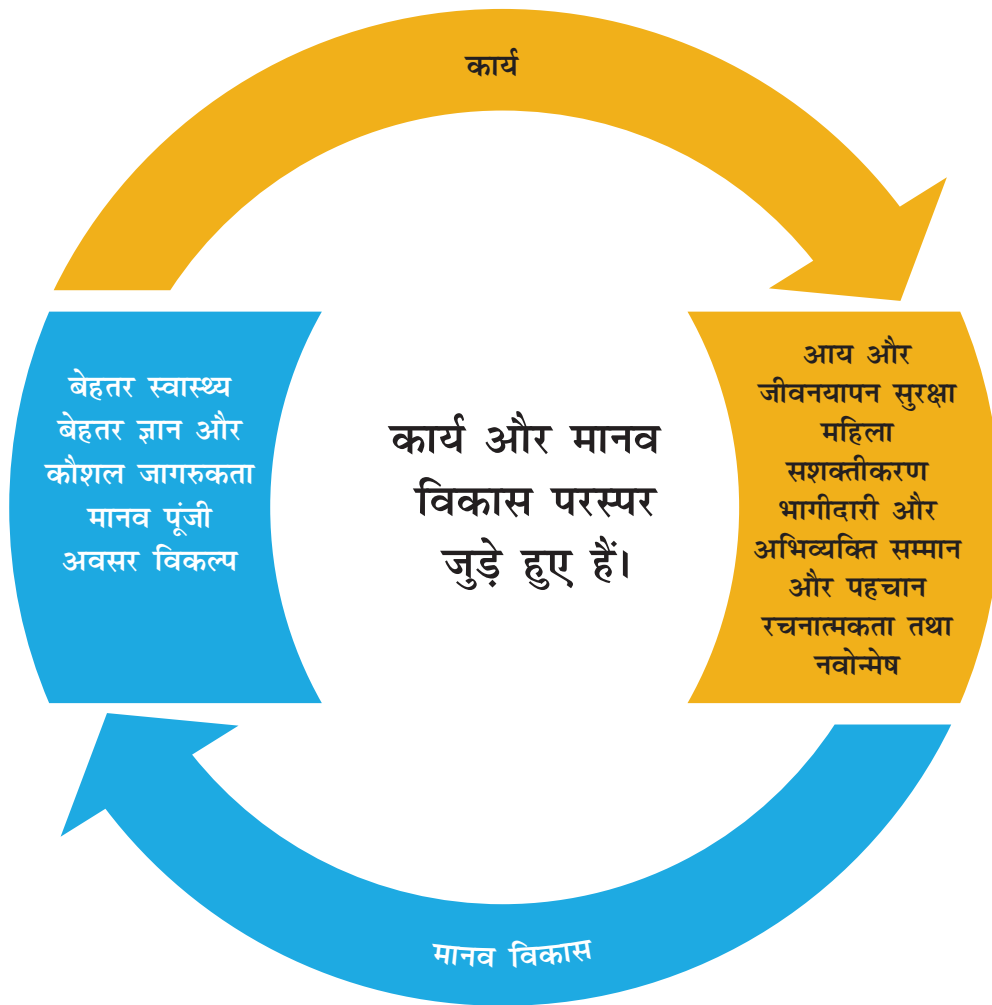 कार्य
बेहतर स्वास्थ्य
बेहतर ज्ञान और
कौशल जागरुकता
मानव पूंजी
अवसर विकल्प
कार्य और मानव
विकास परस्पर
जुड़े हुए हैं।
आय और
जीवनयापन सुरक्षा
महिला
सशक्तीकरण
भागीदारी और
अभिव्यक्ति सम्मान
और पहचान
रचनात्मकता तथा
नवोन्मेष
मानव विकास